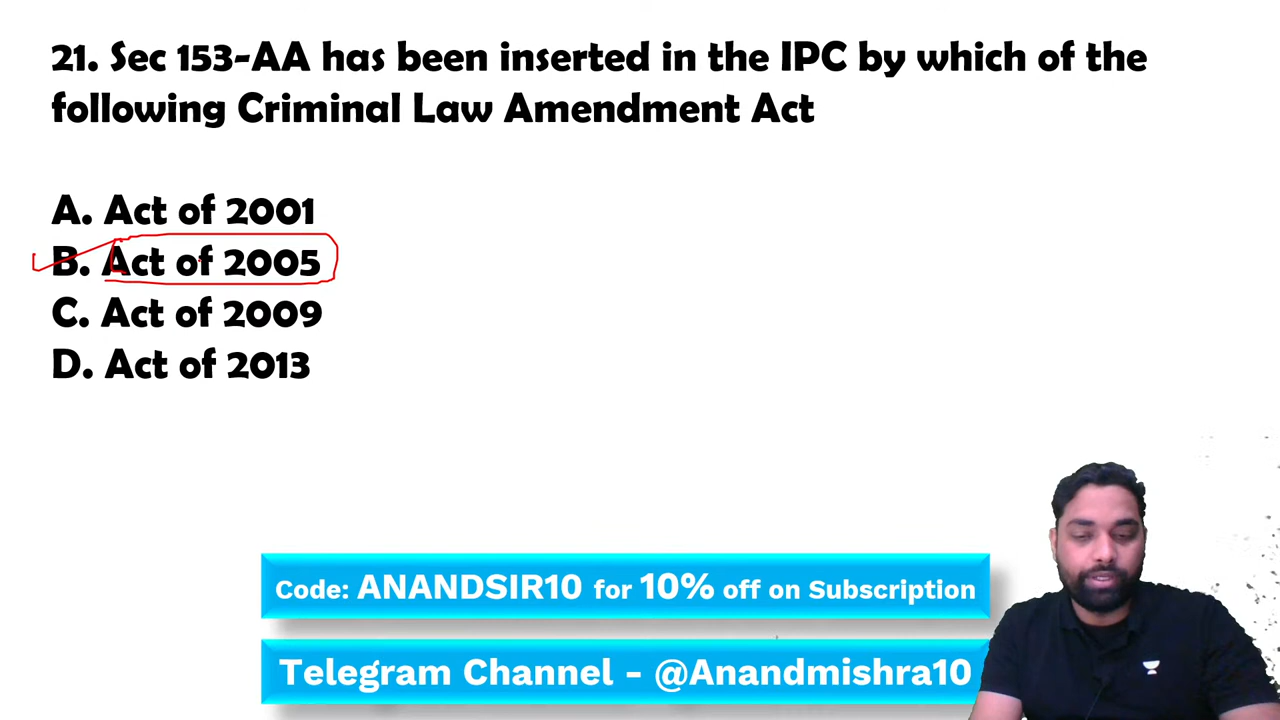 21. Sec 153-AA has been inserted in the IPC by which of the
following Criminal Law Amendment Act
A. Act of 2001
B. Act of 2005
C. Act of 2009
D. Act of 2013
Code: ANANDSIR10 for 10% off on Subscription
Telegram Channel - @Anandmishra10